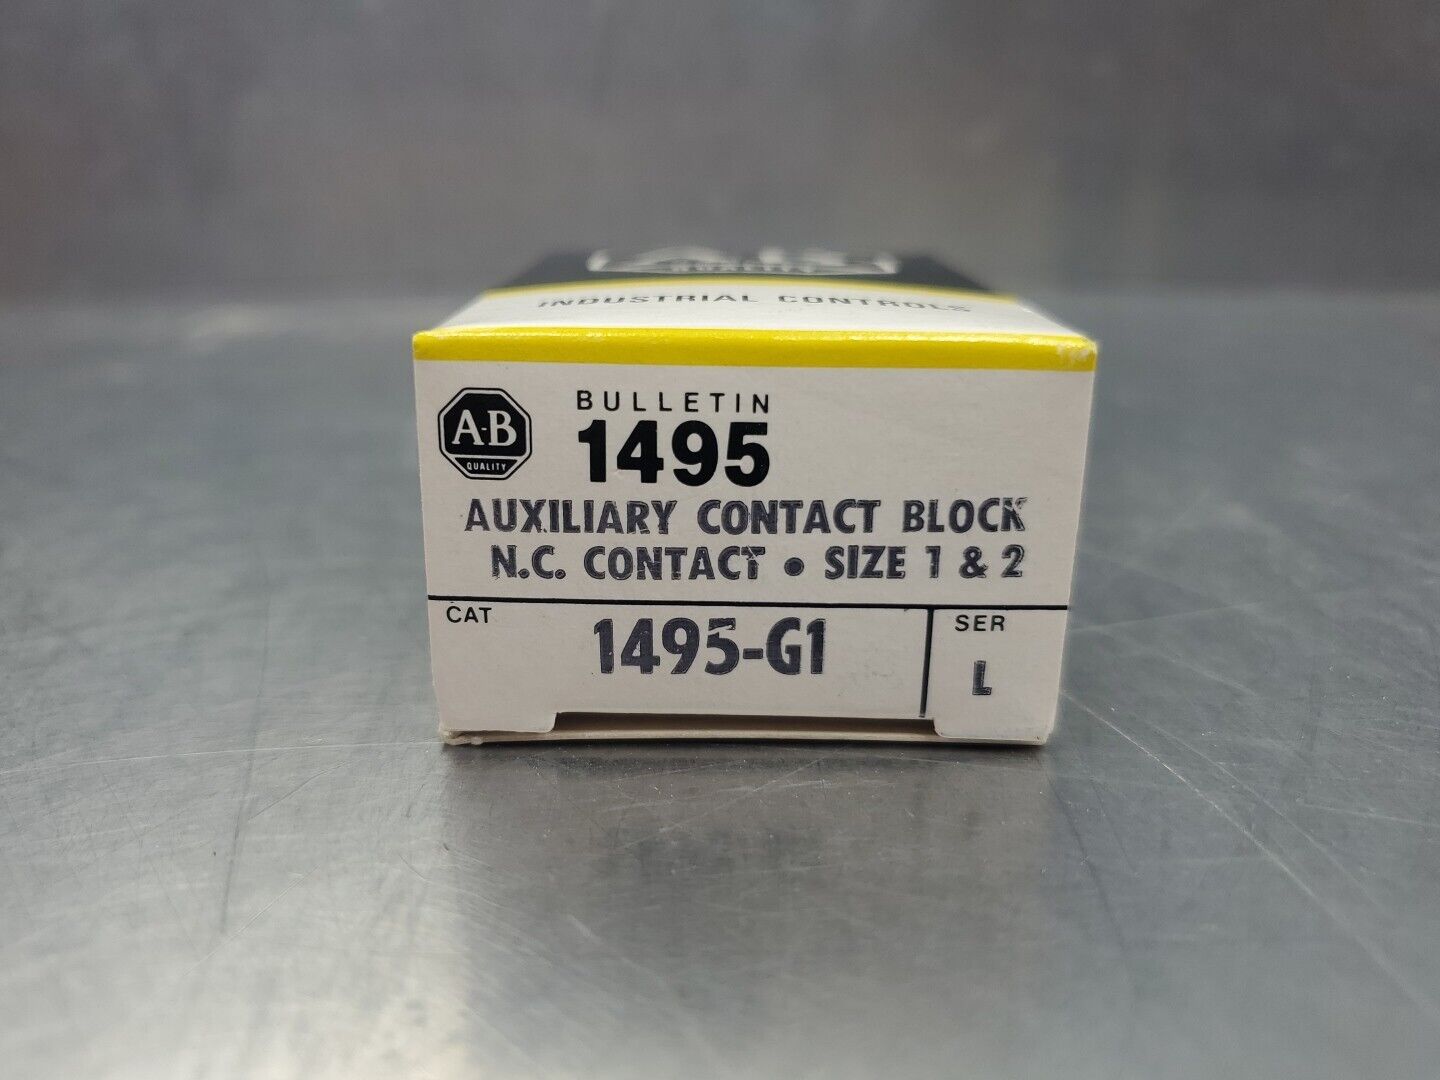 INDUSTRIAL CONTROLS
A-B
QUALITY
BULLETIN
1495
AUXILIARY CONTACT BLOCK
N.C. CONTACT • SIZE 1 & 2
CAT
1495-G1
SER
L